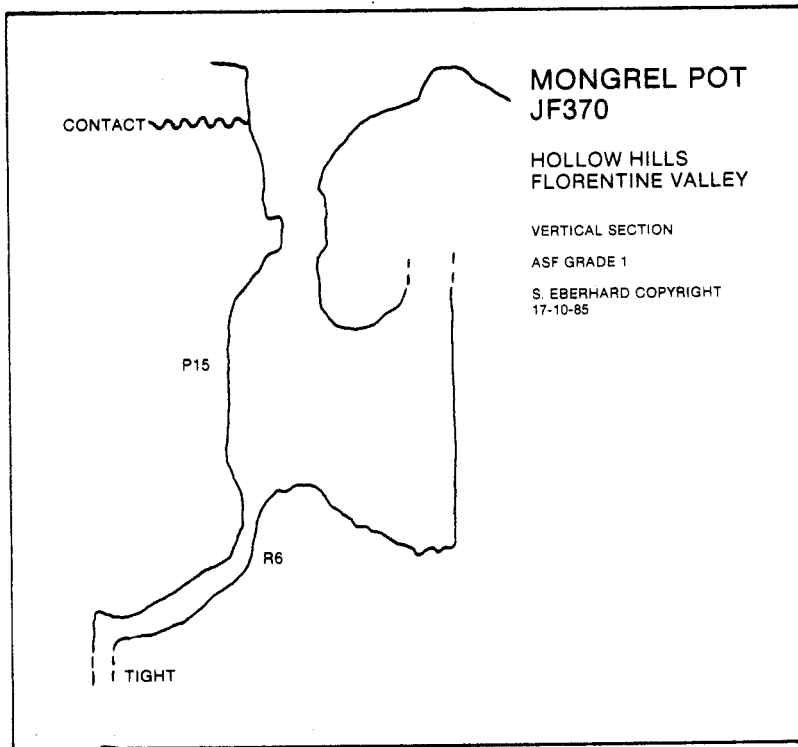 MONGREL POT
JF370
HOLLOW HILLS
FLORENTINE VALLEY
VERTICAL SECTION
ASF GRADE 1
S. EBERHARD COPYRIGHT
17-10-85
CONTACT
P15
R6
TIGHT